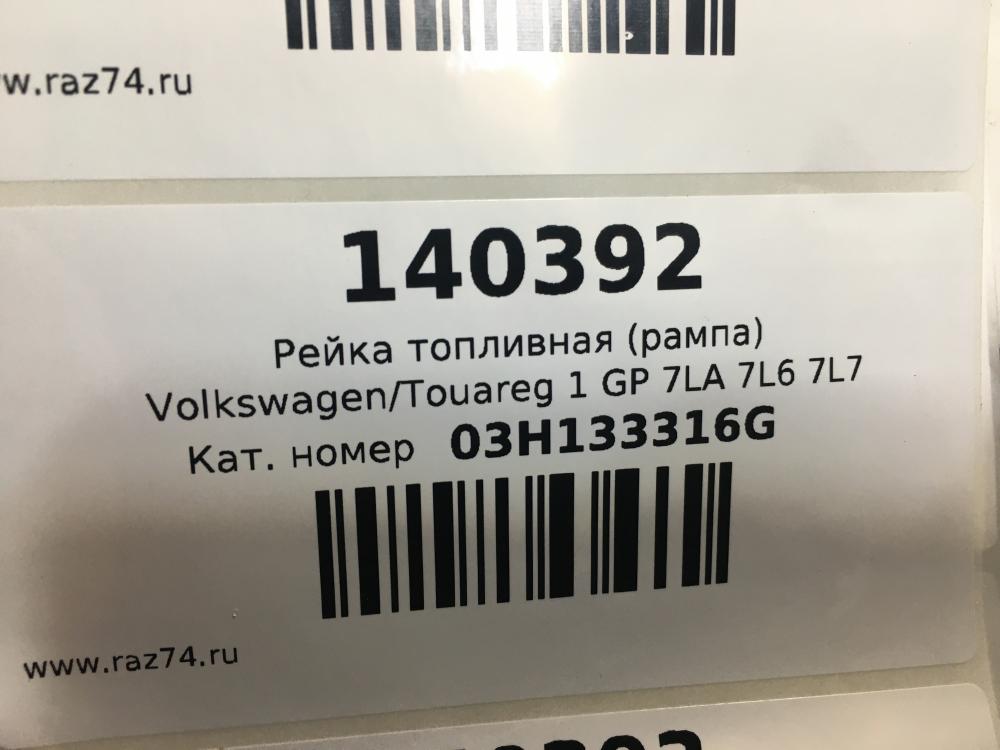 w.raz74.ru
140392
Рейка топливная (рампа)
Volkswagen/Touareg 1 GP 7LA 7L6 7L7
Кат. номер 03H133316G
www.raz74.ru